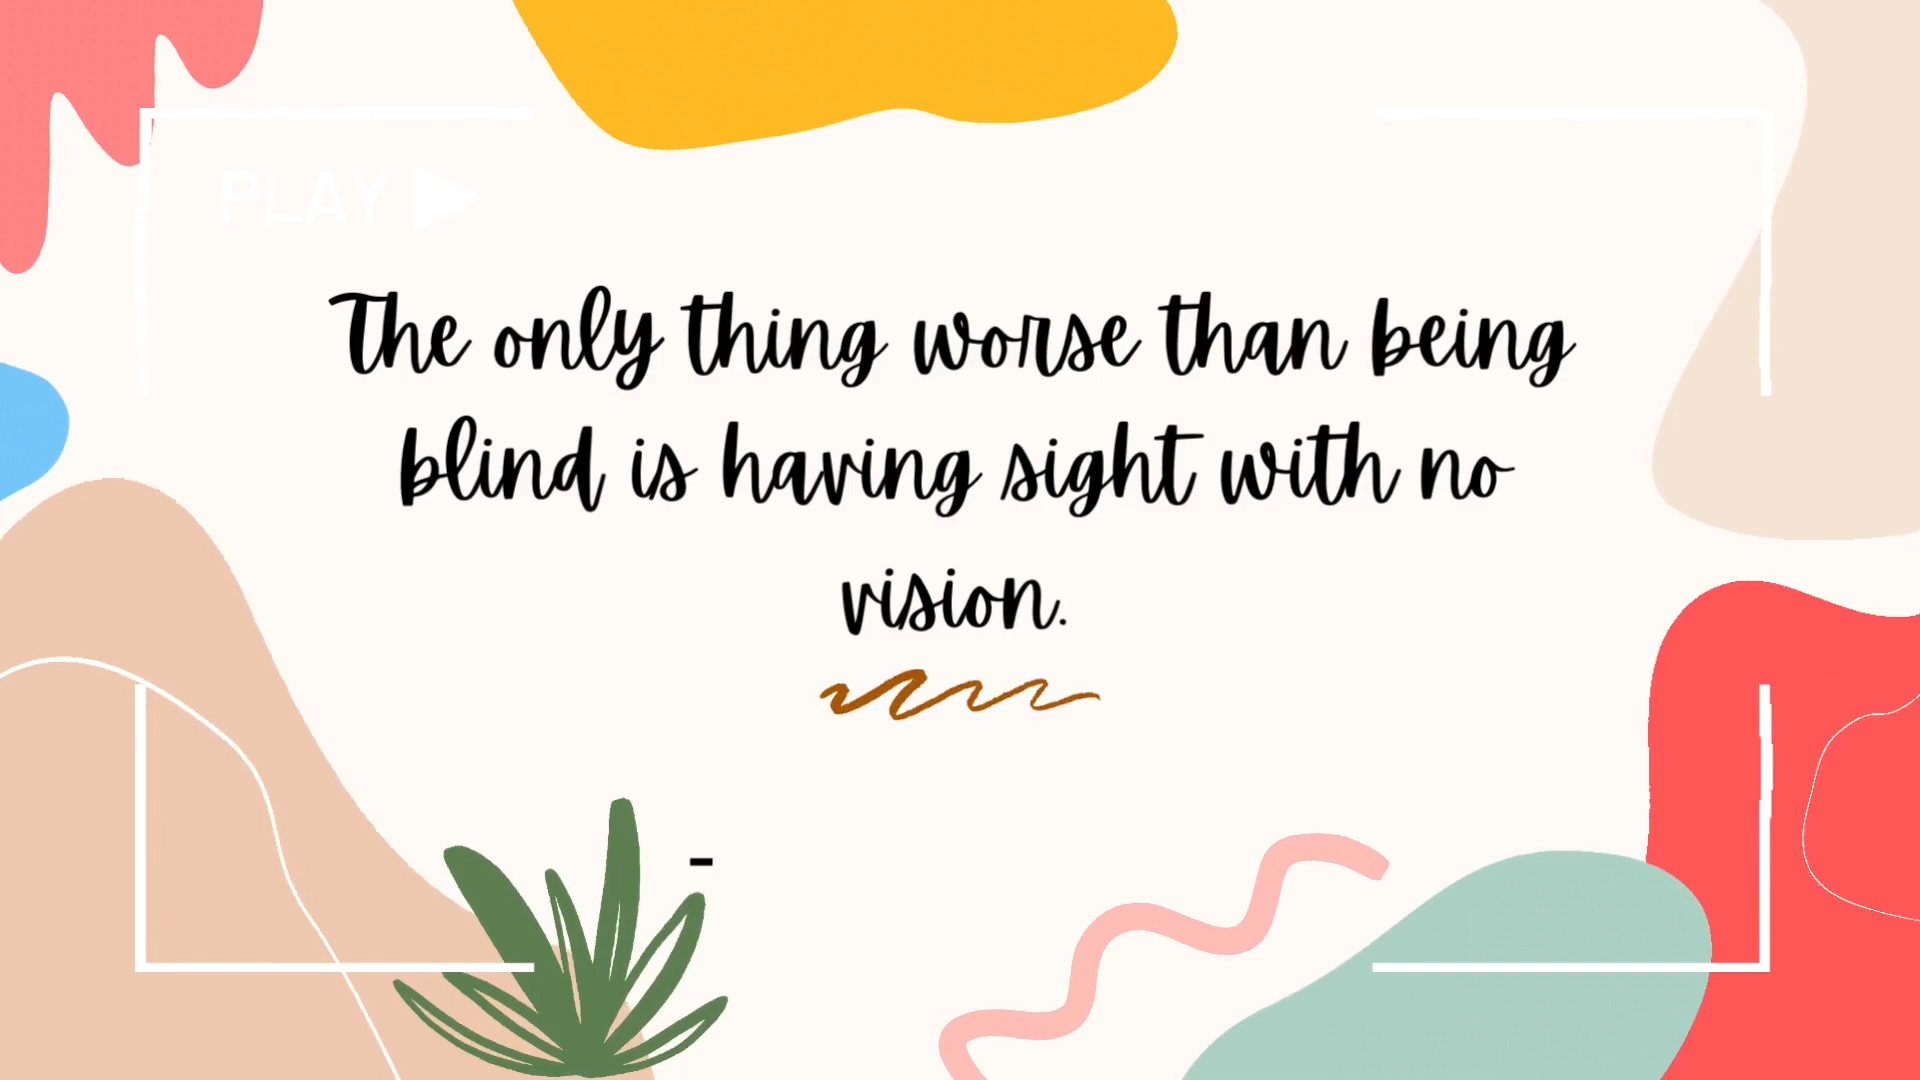 PLAY
The only thing worse than being
blind is having sight with no
vision.
-